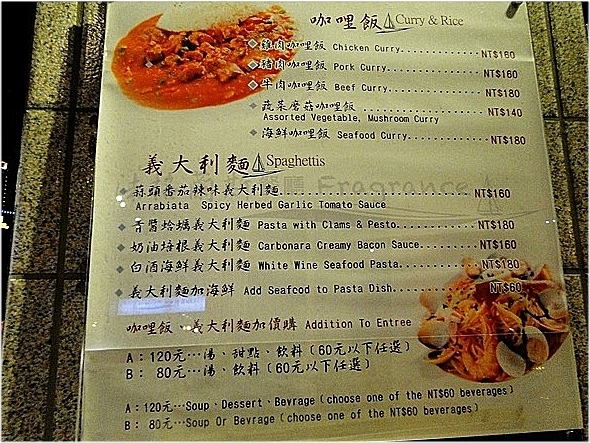 咖哩飯 Curry & Rice
雞肉咖哩飯 Chicken Curry NT$160
豬肉咖哩飯 Pork Curry NT$160
牛肉咖哩飯 Beef Curry NT$180
蔬菜蘑菇咖哩飯 NT$140
Assorted Vegetable, Mushroom Curry
海鮮咖哩飯 Seafood Curry NT$180
義大利麵 Spaghettis
Fragrance
蒜頭番茄辣味義大利麵 NT$160
Arrabiata Spicy Herbed Garlic Tomato Sauce
青醬蛤蠣義大利麵 Pasta with Clams & Pesto NT$180
奶油培根義大利麵 Carbonara Creamy Bacon Sauce NT$160
白酒海鮮義大利麵 White Wine Seafood Pasta NT$180
義大利麵加海鮮 Add Seafood to Pasta Dish NT$60
咖哩飯、義大利麵加價購 Addition To Entree
A：120元…湯、甜點、飲料（60元以下任選）
B： 80元…湯、飲料（60元以下任選）
A：120元…Soup、Dessert、Bevrage（choose one of the NT$60 beverages）
B： 80元…Soup Or Bevrage（choose one of the NT$60 beverages）